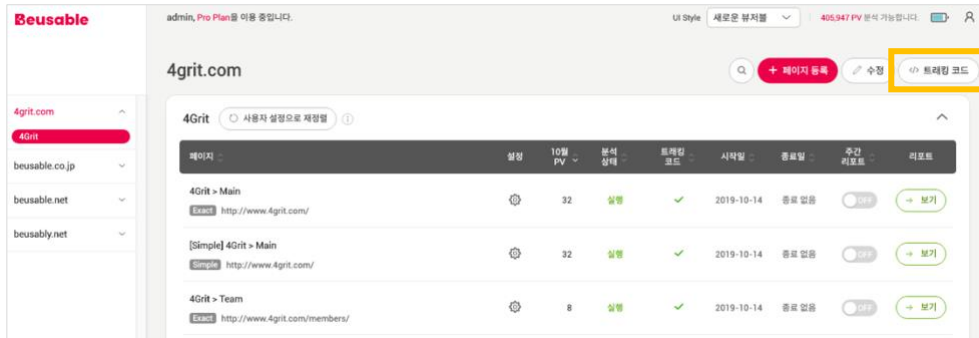 Beusable
admin, Pro Plan을 이용 중입니다.
UI Style 새로운 뷰저블
405,947 PV 분석 가능합니다.
4grit.com
+ 페이지 등록
수정
</> 트래킹 코드
4grit.com
4Grit
beusable.co.jp
beusable.net
beusably.net
4Grit 사용자 설정으로 재정렬
페이지 설정 10월 PV 분석 상태 트래킹 코드 시작일 종료일 주간 리포트 리포트
4Grit > Main
Exact http://www.4grit.com/
32 실행 2019-10-14 종료 없음 OFF → 보기
[Simple] 4Grit > Main
Simple http://www.4grit.com/
32 실행 2019-10-14 종료 없음 OFF → 보기
4Grit > Team
Exact http://www.4grit.com/members/
8 실행 2019-10-14 종료 없음 OFF → 보기